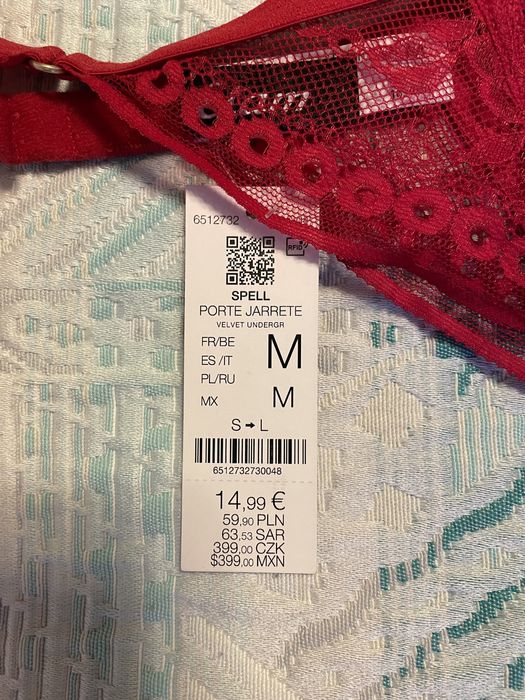 6512732
RFID
SPELL
PORTE JARRETE
VELVET UNDERGR
FR/BE
ES /IT M
PL/RU
MX M
S → L
6512732730048
14,99 €
59,90 PLN
63,53 SAR
399,00 CZK
$399,00 MXN